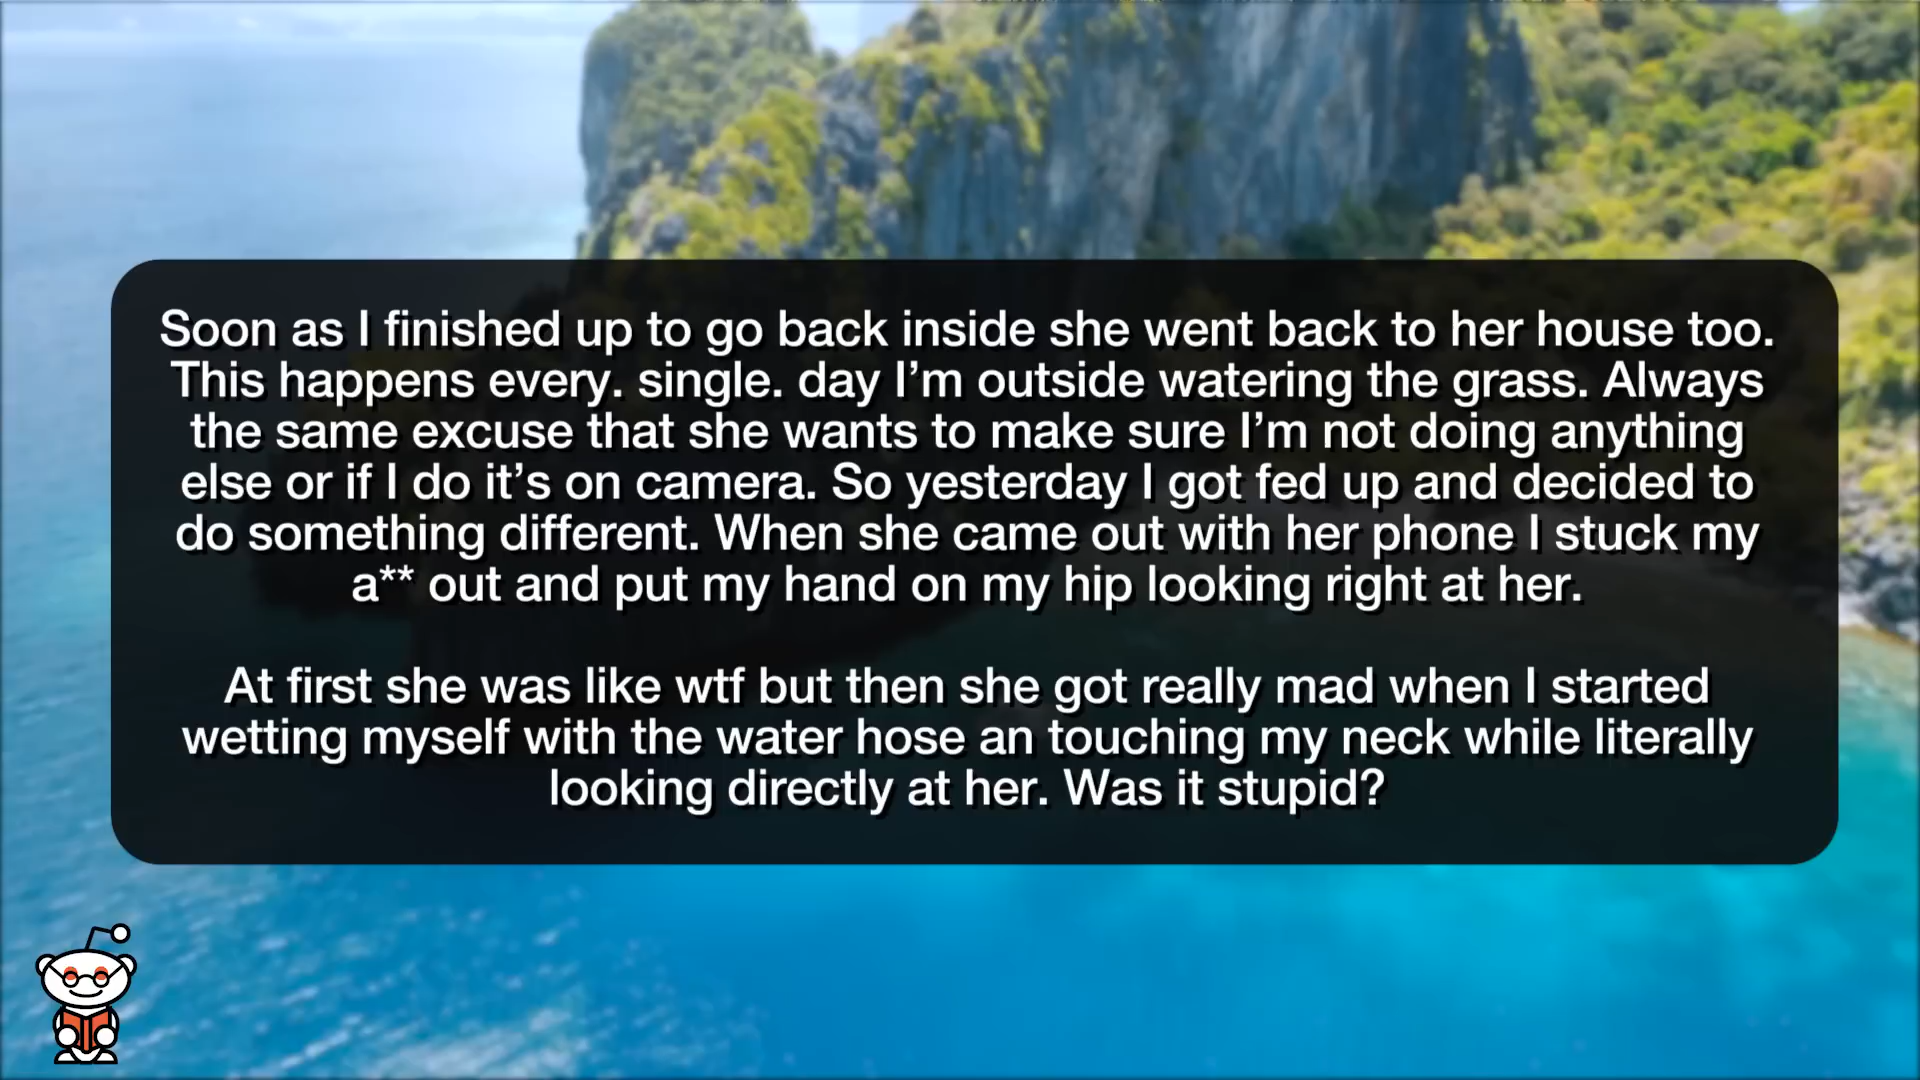 Soon as I finished up to go back inside she went back to her house too.
This happens every. single. day I’m outside watering the grass. Always
the same excuse that she wants to make sure I’m not doing anything
else or if I do it’s on camera. So yesterday I got fed up and decided to
do something different. When she came out with her phone I stuck my
a** out and put my hand on my hip looking right at her.
At first she was like wtf but then she got really mad when I started
wetting myself with the water hose an touching my neck while literally
looking directly at her. Was it stupid?